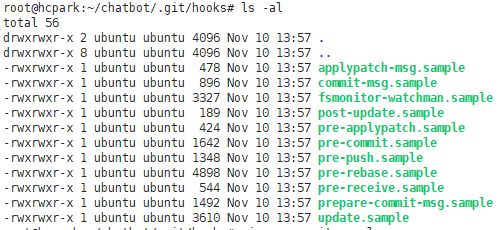 root@hcpark:~/chatbot/.git/hooks# ls -al
total 56
drwxrwxr-x 2 ubuntu ubuntu 4096 Nov 10 13:57 .
drwxrwxr-x 8 ubuntu ubuntu 4096 Nov 10 13:57 ..
-rwxrwxr-x 1 ubuntu ubuntu  478 Nov 10 13:57 applypatch-msg.sample
-rwxrwxr-x 1 ubuntu ubuntu  896 Nov 10 13:57 commit-msg.sample
-rwxrwxr-x 1 ubuntu ubuntu 3327 Nov 10 13:57 fsmonitor-watchman.sample
-rwxrwxr-x 1 ubuntu ubuntu  189 Nov 10 13:57 post-update.sample
-rwxrwxr-x 1 ubuntu ubuntu  424 Nov 10 13:57 pre-applypatch.sample
-rwxrwxr-x 1 ubuntu ubuntu 1642 Nov 10 13:57 pre-commit.sample
-rwxrwxr-x 1 ubuntu ubuntu 1348 Nov 10 13:57 pre-push.sample
-rwxrwxr-x 1 ubuntu ubuntu 4898 Nov 10 13:57 pre-rebase.sample
-rwxrwxr-x 1 ubuntu ubuntu  544 Nov 10 13:57 pre-receive.sample
-rwxrwxr-x 1 ubuntu ubuntu 1492 Nov 10 13:57 prepare-commit-msg.sample
-rwxrwxr-x 1 ubuntu ubuntu 3610 Nov 10 13:57 update.sample